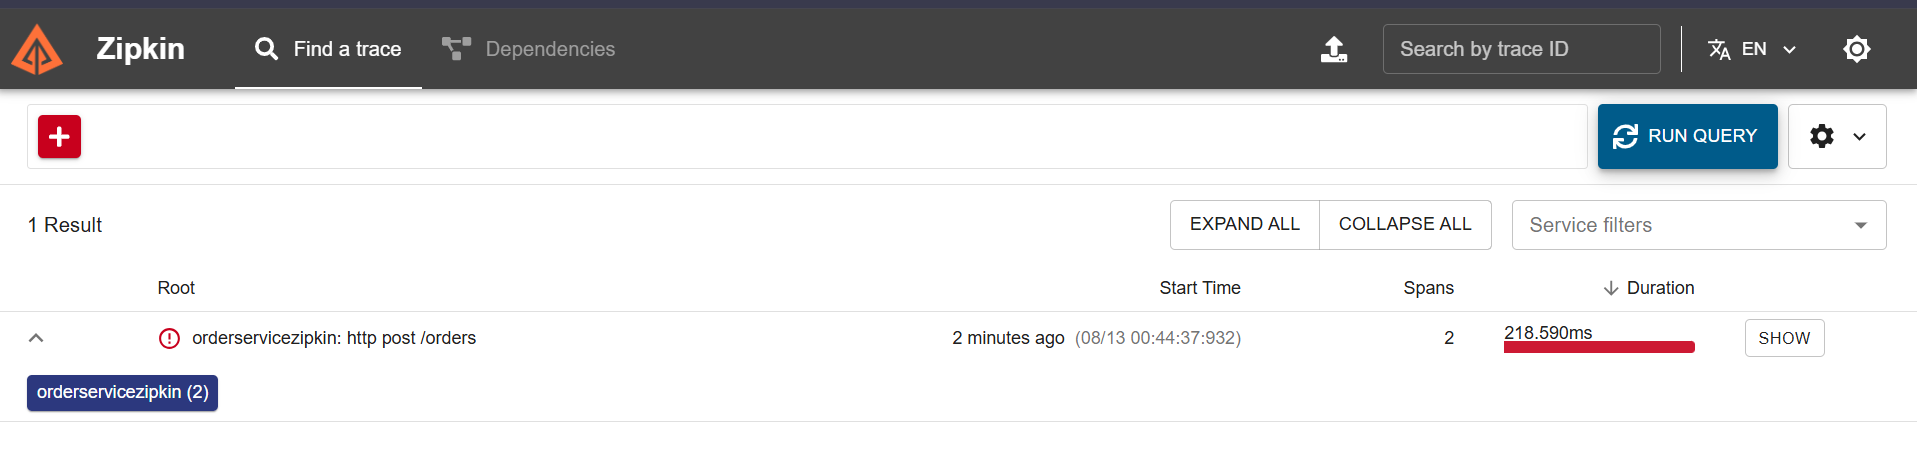 Zipkin Find a trace Dependencies Search by trace ID EN
RUN QUERY
1 Result EXPAND ALL COLLAPSE ALL Service filters
Root Start Time Spans Duration
orderservicezipkin: http post /orders 2 minutes ago (08/13 00:44:37:932) 2 218.590ms SHOW
orderservicezipkin (2)